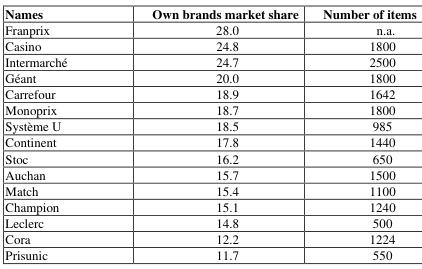 Names Own brands market share Number of items
Franprix 28.0 n.a.
Casino 24.8 1800
Intermarché 24.7 2500
Géant 20.0 1800
Carrefour 18.9 1642
Monoprix 18.7 1800
Système U 18.5 985
Continent 17.8 1440
Stoc 16.2 650
Auchan 15.7 1500
Match 15.4 1100
Champion 15.1 1240
Leclerc 14.8 500
Cora 12.2 1224
Prisunic 11.7 550